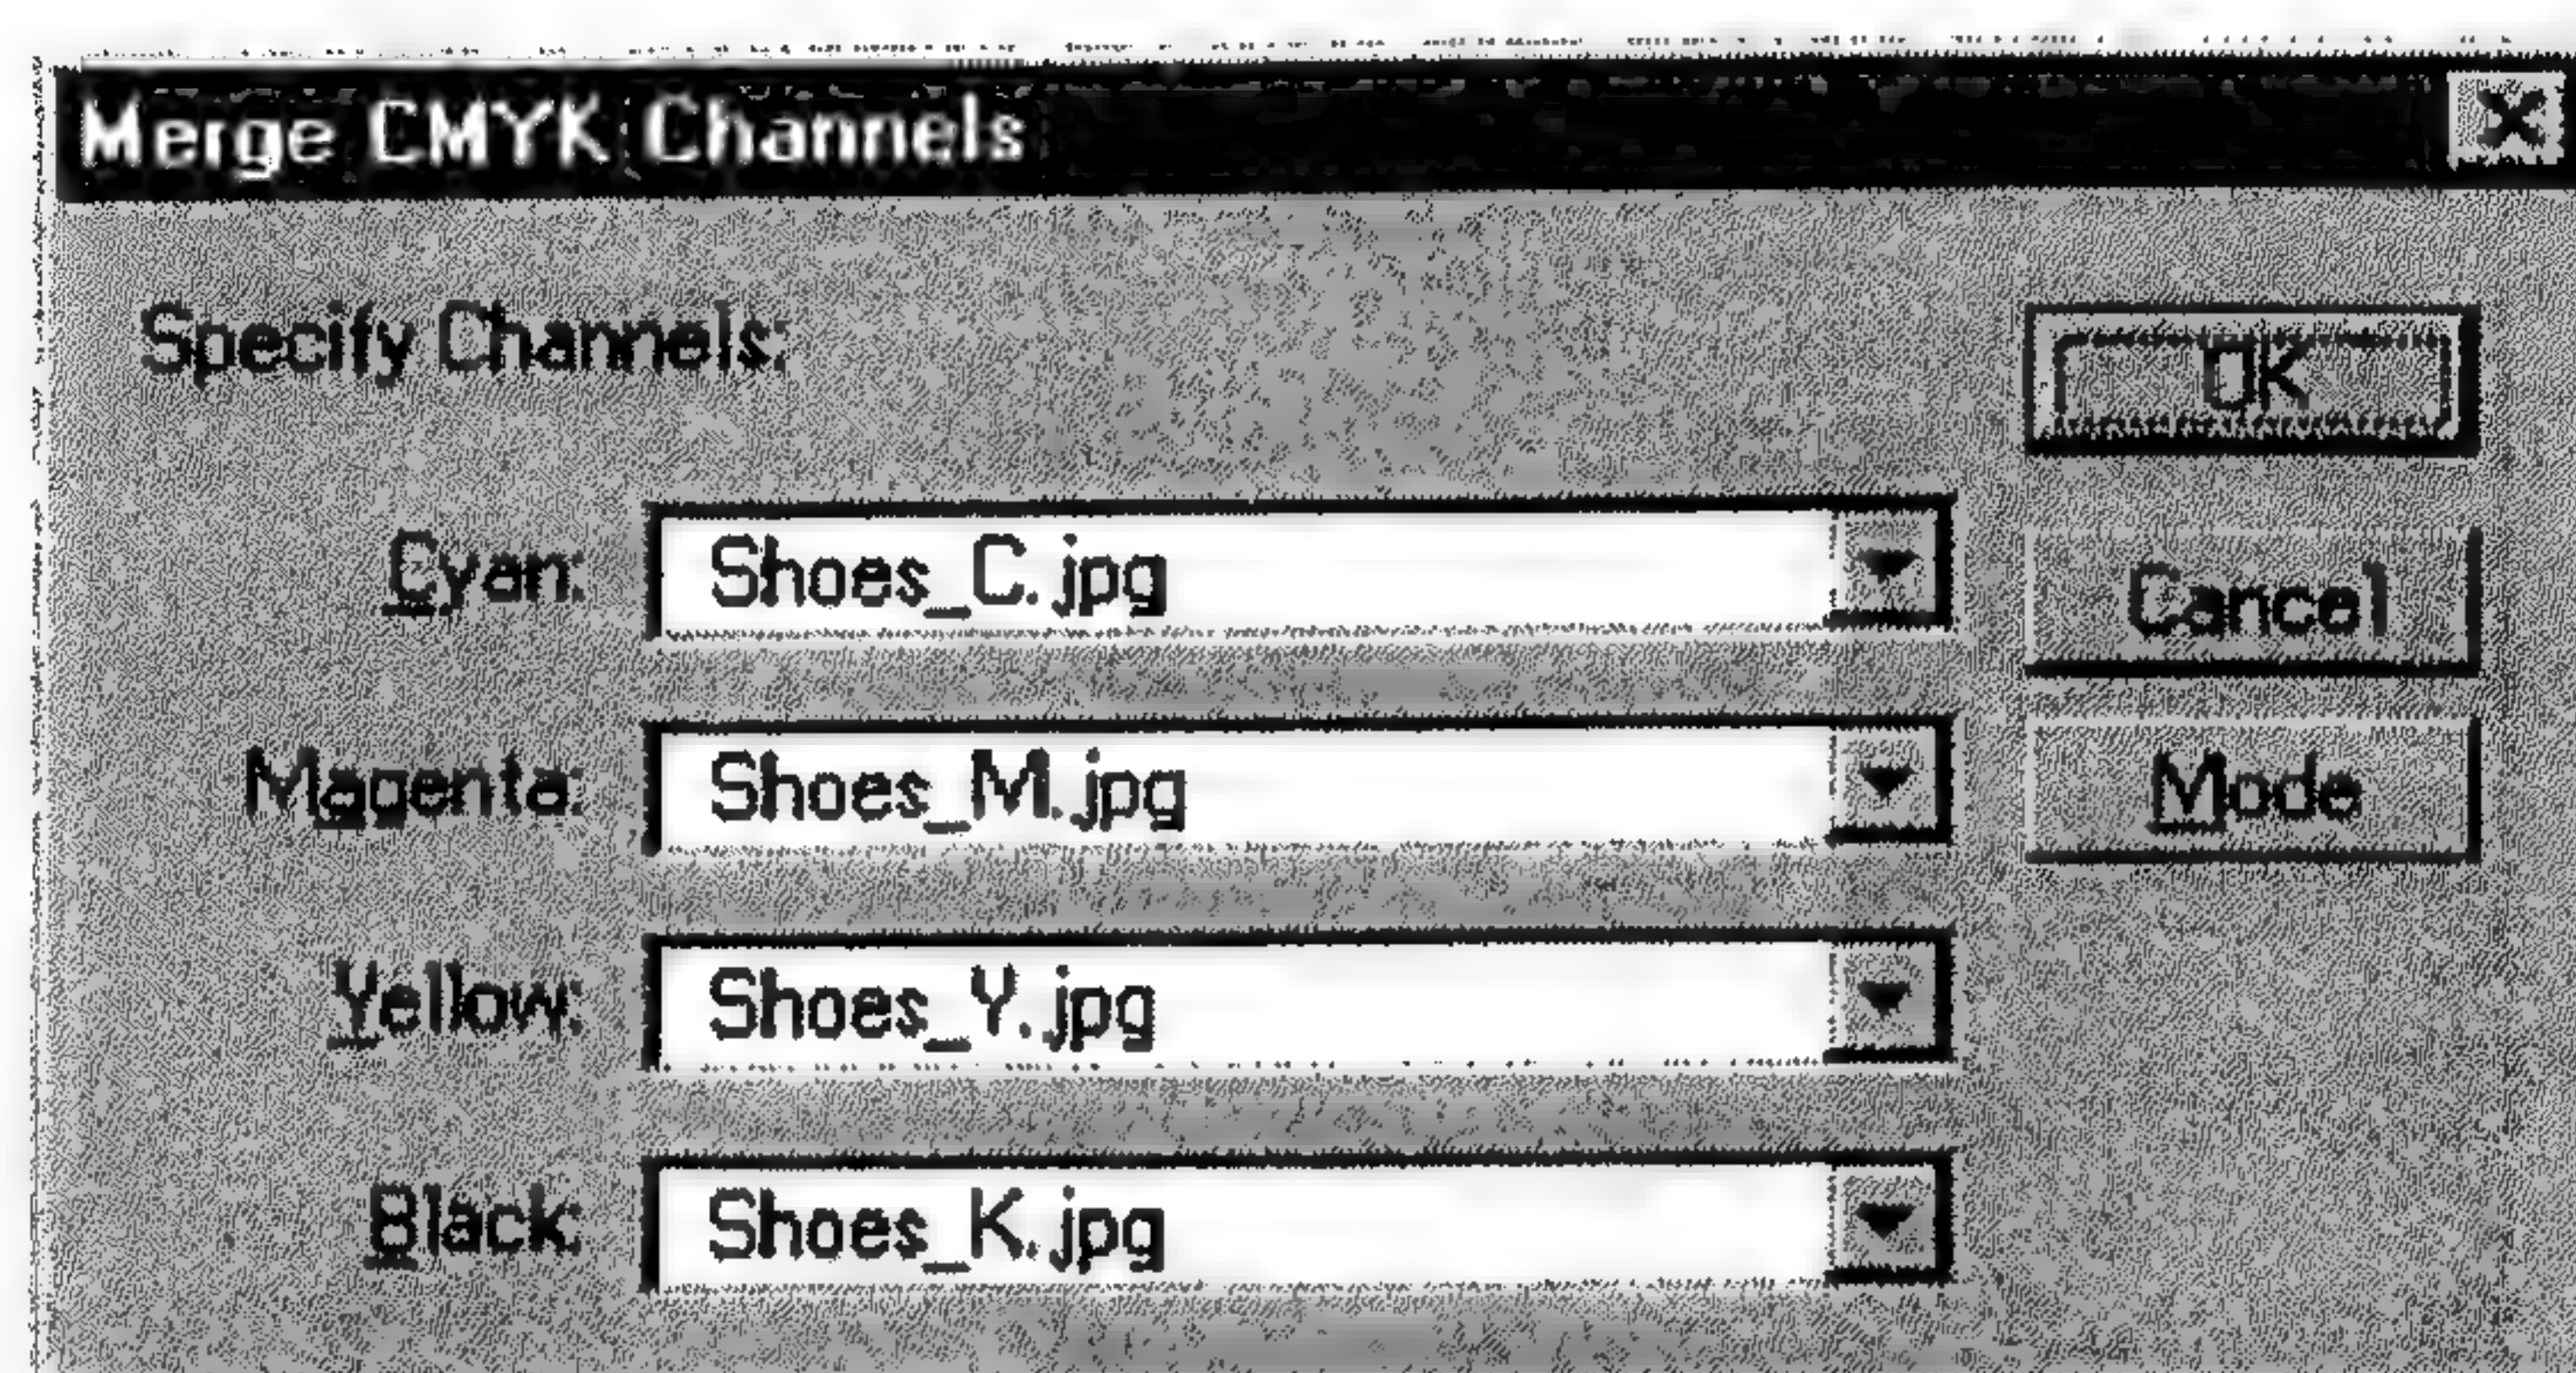 Merge CMYK Channels
Specify Channels:
OK
Cyan: Shoes_C.jpg
Cancel
Magenta: Shoes_M.jpg
Mode
Yellow: Shoes_Y.jpg
Black: Shoes_K.jpg